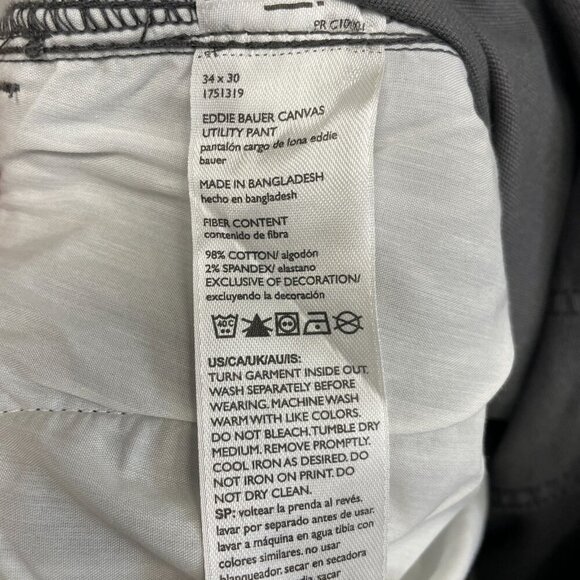 34 x 30
1751319
EDDIE BAUER CANVAS
UTILITY PANT
pantalón cargo de lona eddie
bauer
MADE IN BANGLADESH
hecho en bangladesh
FIBER CONTENT
contenido de fibra
98% COTTON/ algodón
2% SPANDEX/ elastano
EXCLUSIVE OF DECORATION/
excluyendo la decoración
40 C
US/CA/UK/AU/IS:
TURN GARMENT INSIDE OUT.
WASH SEPARATELY BEFORE
WEARING. MACHINE WASH
WARM WITH LIKE COLORS.
DO NOT BLEACH. TUMBLE DRY
MEDIUM. REMOVE PROMPTLY.
COOL IRON AS DESIRED. DO
NOT IRON ON PRINT. DO
NOT DRY CLEAN.
SP: voltear la prenda al revés.
lavar por separado antes de usar.
lavar a máquina en agua tibia con
colores similares. no usar
blanqueador. secar en secadora